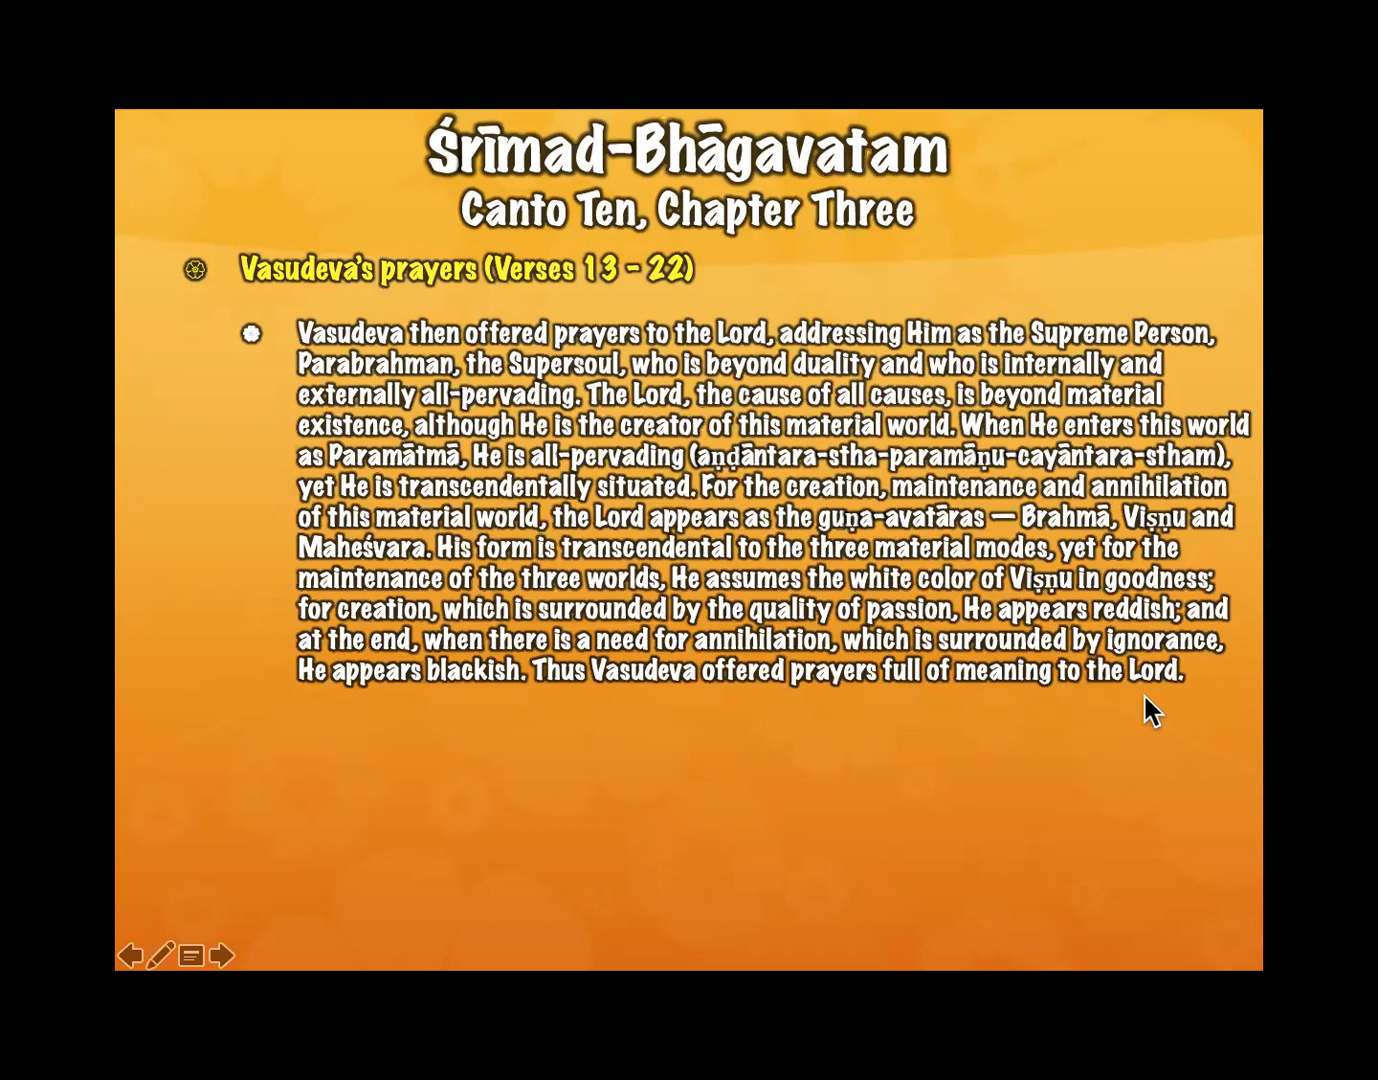 Śrīmad-Bhāgavatam
Canto Ten, Chapter Three
Vasudeva's prayers (Verses 13 - 22)
Vasudeva then offered prayers to the Lord, addressing Him as the Supreme Person,
Parabrahman, the Supersoul, who is beyond duality and who is internally and
externally all-pervading. The Lord, the cause of all causes, is beyond material
existence, although He is the creator of this material world. When He enters this world
as Paramātmā, He is all-pervading (aṇḍāntara-stha-paramāṇu-cayāntara-stham),
yet He is transcendentally situated. For the creation, maintenance and annihilation
of this material world, the Lord appears as the guṇa-avatāras — Brahmā, Viṣṇu and
Maheśvara. His form is transcendental to the three material modes, yet for the
maintenance of the three worlds, He assumes the white color of Viṣṇu in goodness;
for creation, which is surrounded by the quality of passion, He appears reddish; and
at the end, when there is a need for annihilation, which is surrounded by ignorance,
He appears blackish. Thus Vasudeva offered prayers full of meaning to the Lord.